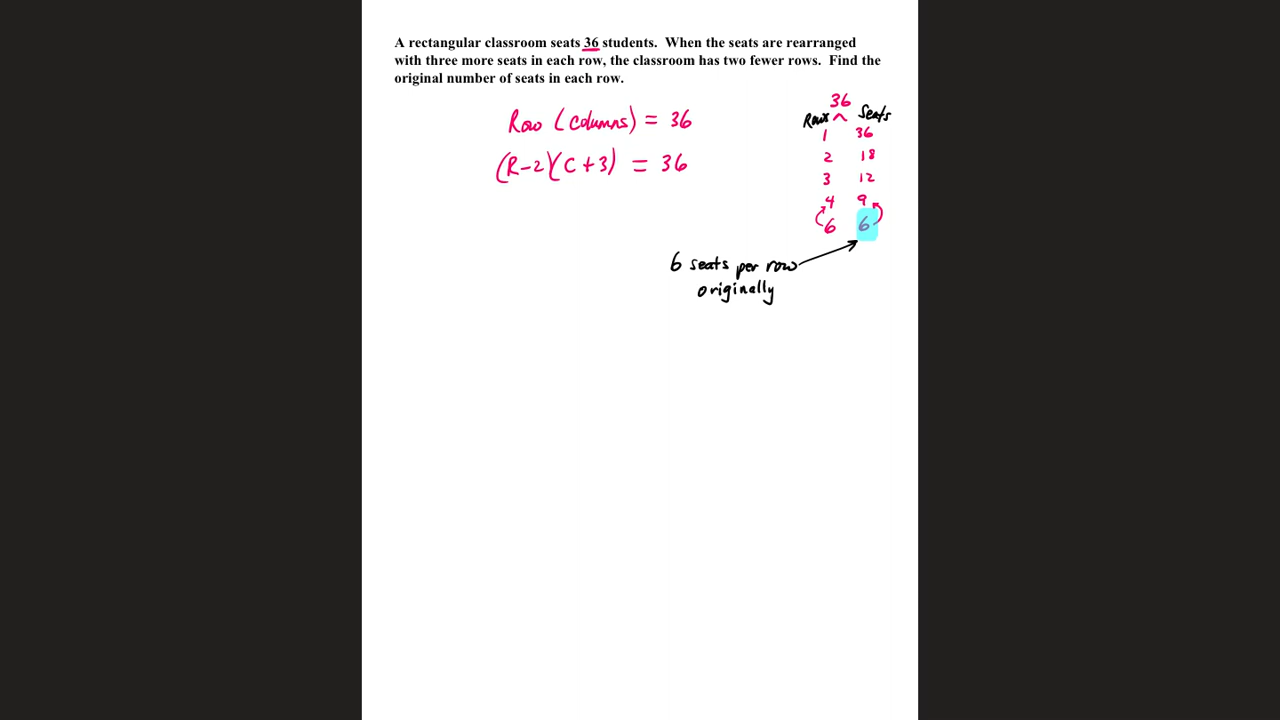 A rectangular classroom seats 36 students. When the seats are rearranged
with three more seats in each row, the classroom has two fewer rows. Find the
original number of seats in each row.
Row (Columns) = 36
(R-2)(C+3) = 36
36
Rows Seats
1 36
2 18
3 12
4 9
6 6
6 seats per row
originally